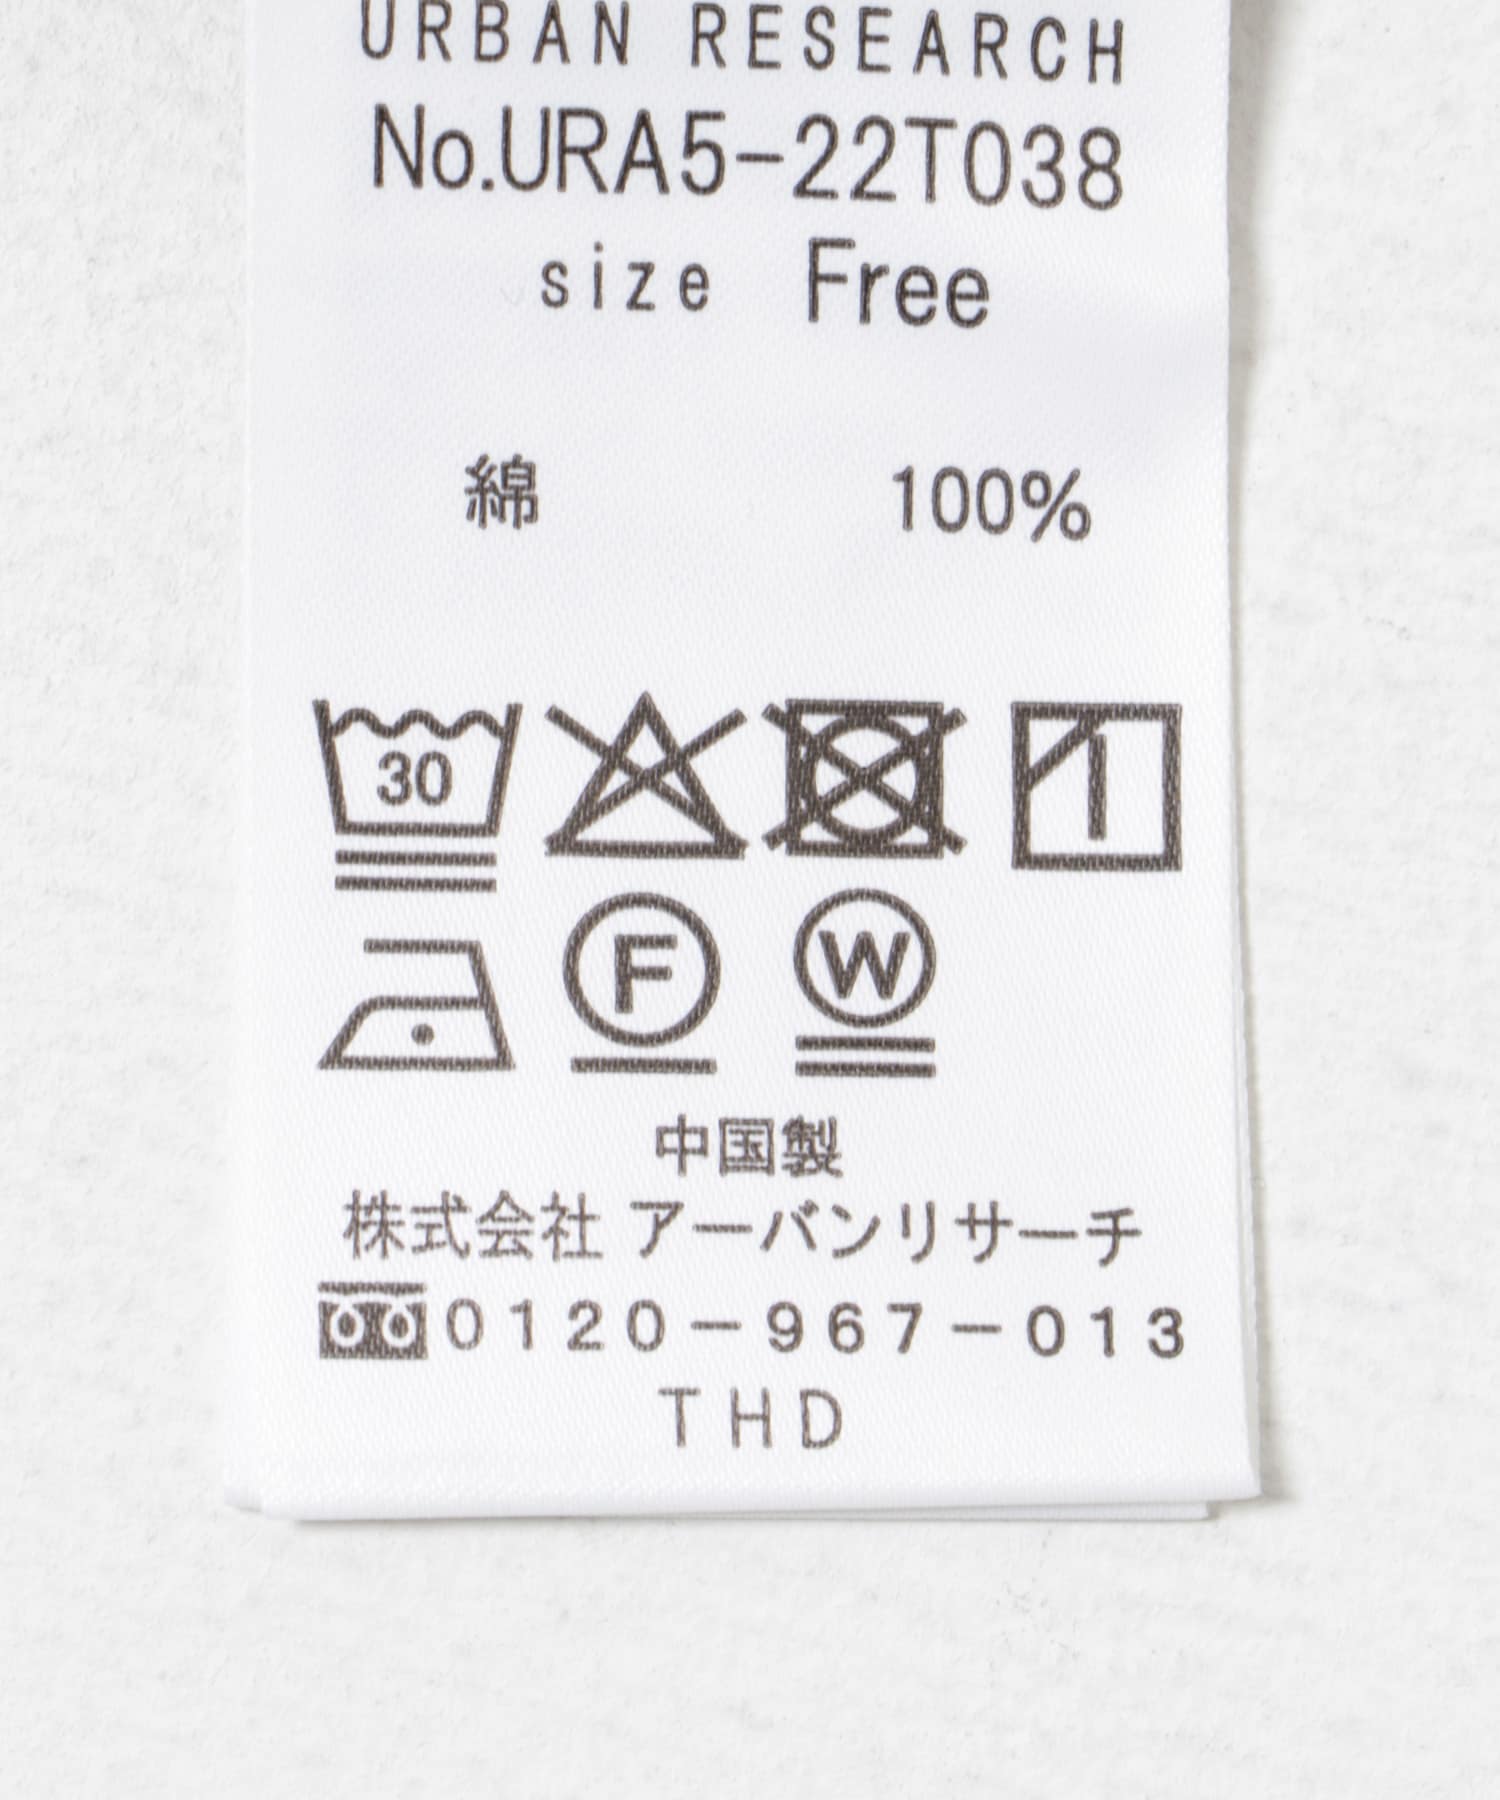 URBAN RESEARCH
No.URA5-22T038
size Free
綿 100%
30
F W
中国製
株式会社 アーバンリサーチ
0120-967-013
THD